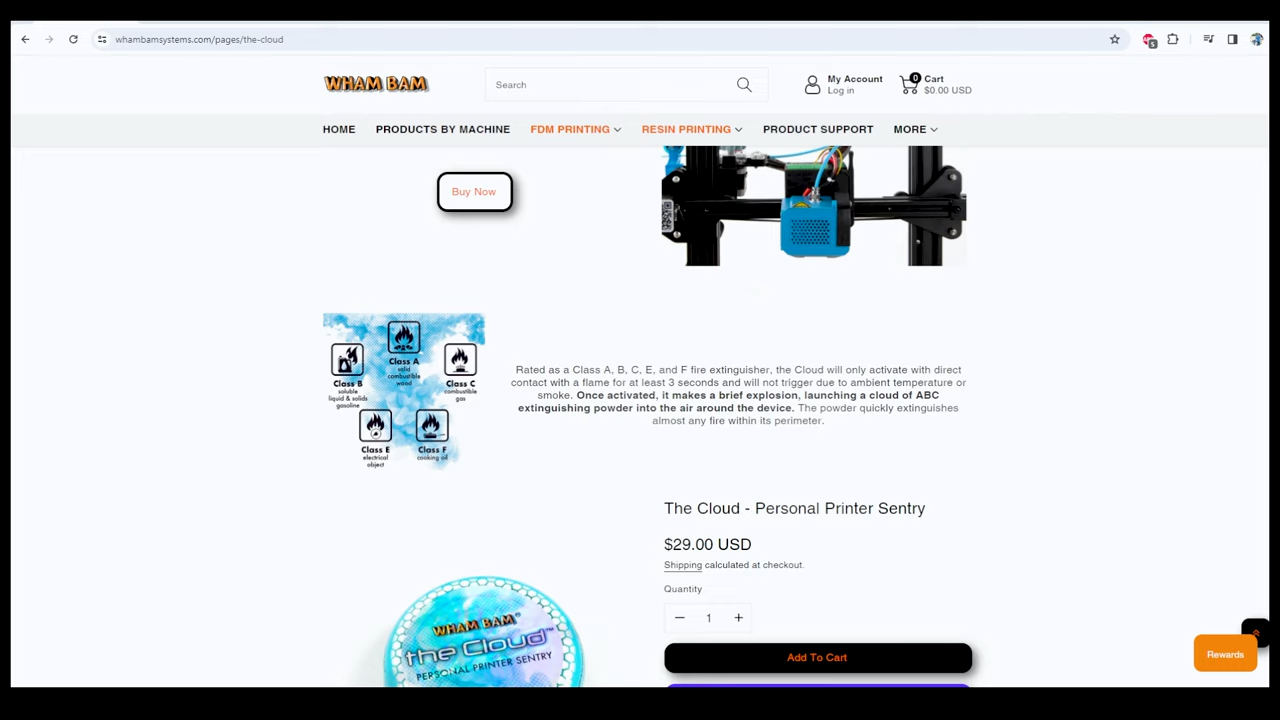 whambamsystems.com/pages/the-cloud
WHAM BAM
Search
My Account
Log in
0
Cart
$0.00 USD
HOME
PRODUCTS BY MACHINE
FDM PRINTING
RESIN PRINTING
PRODUCT SUPPORT
MORE
Buy Now
Class A
solid
combustible
wood
Class B
soluble
liquid & solids
gasoline
Class C
combustible
gas
Class E
electrical
object
Class F
cooking oil
Rated as a Class A, B, C, E, and F fire extinguisher, the Cloud will only activate with direct
contact with a flame for at least 3 seconds and will not trigger due to ambient temperature or
smoke. Once activated, it makes a brief explosion, launching a cloud of ABC
extinguishing powder into the air around the device. The powder quickly extinguishes
almost any fire within its perimeter.
WHAM BAM®
the Cloud™
PERSONAL PRINTER SENTRY
The Cloud - Personal Printer Sentry
$29.00 USD
Shipping calculated at checkout.
Quantity
1
Add To Cart
Rewards